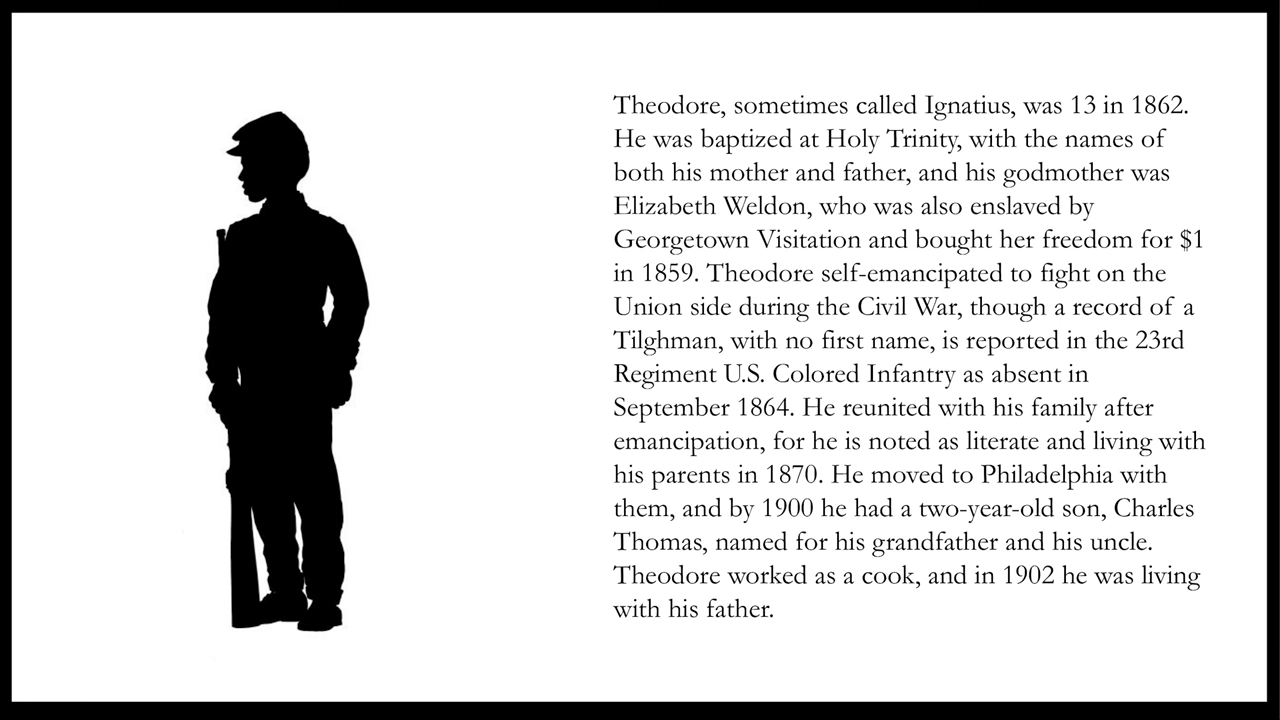 Theodore, sometimes called Ignatius, was 13 in 1862.
He was baptized at Holy Trinity, with the names of
both his mother and father, and his godmother was
Elizabeth Weldon, who was also enslaved by
Georgetown Visitation and bought her freedom for $1
in 1859. Theodore self-emancipated to fight on the
Union side during the Civil War, though a record of a
Tilghman, with no first name, is reported in the 23rd
Regiment U.S. Colored Infantry as absent in
September 1864. He reunited with his family after
emancipation, for he is noted as literate and living with
his parents in 1870. He moved to Philadelphia with
them, and by 1900 he had a two-year-old son, Charles
Thomas, named for his grandfather and his uncle.
Theodore worked as a cook, and in 1902 he was living
with his father.